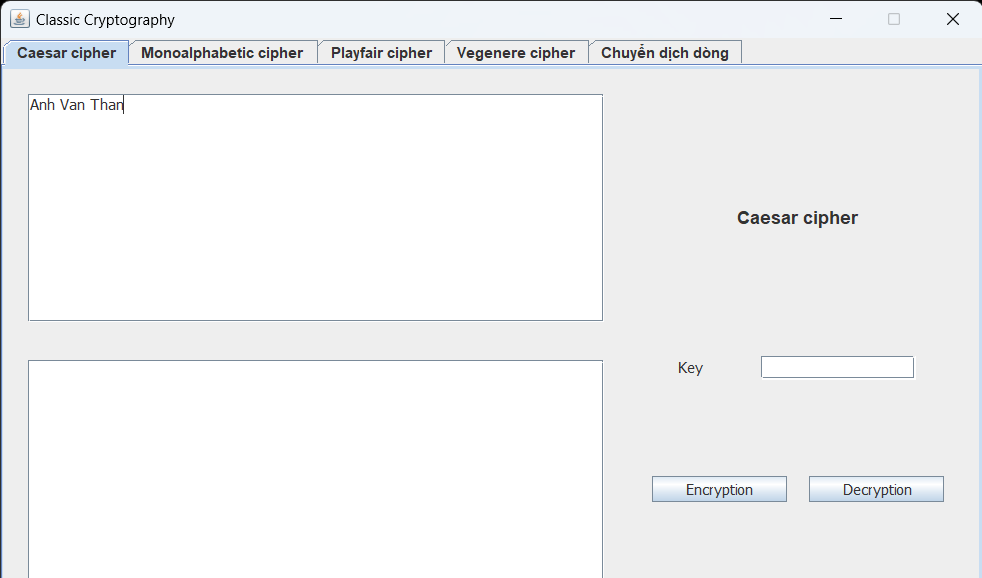 Classic Cryptography
Caesar cipher Monoalphabetic cipher Playfair cipher Vegenere cipher Chuyển dịch dòng
Anh Van Than
Caesar cipher
Key
Encryption Decryption